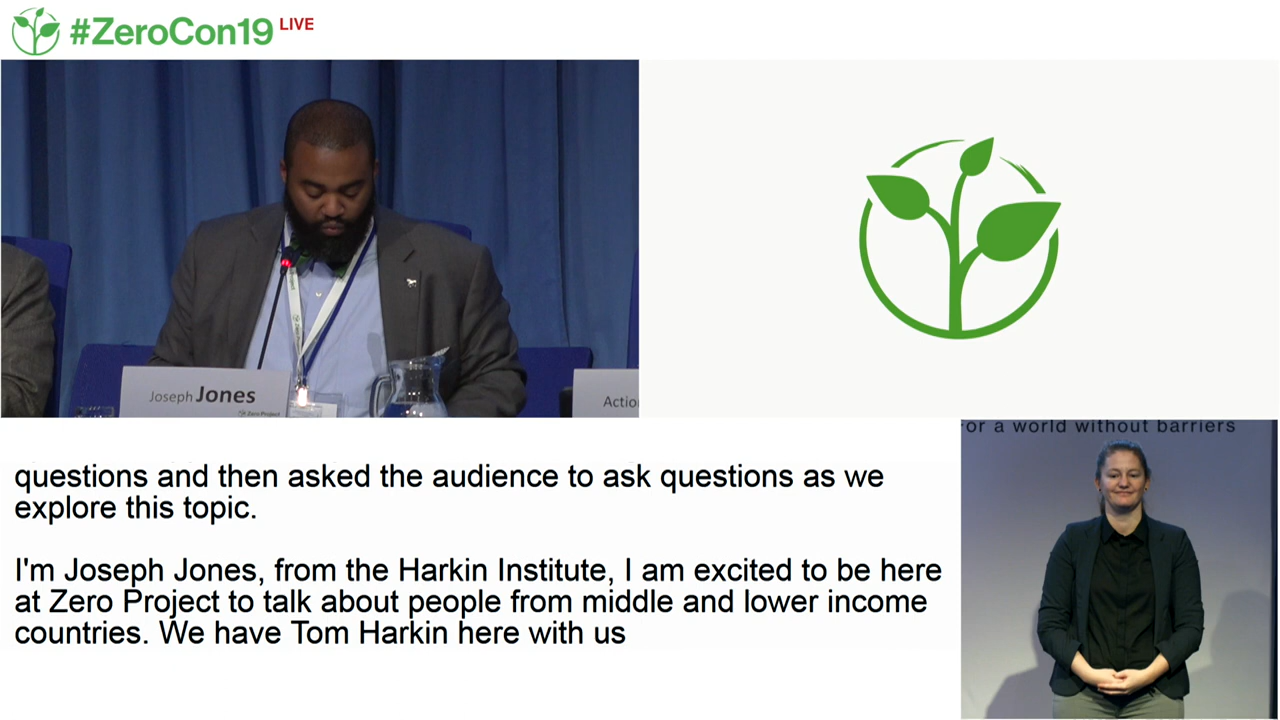 #ZeroCon19 LIVE
Joseph Jones
Zero Project
Actio
or a world without barriers
questions and then asked the audience to ask questions as we
explore this topic.
I'm Joseph Jones, from the Harkin Institute, I am excited to be here
at Zero Project to talk about people from middle and lower income
countries. We have Tom Harkin here with us